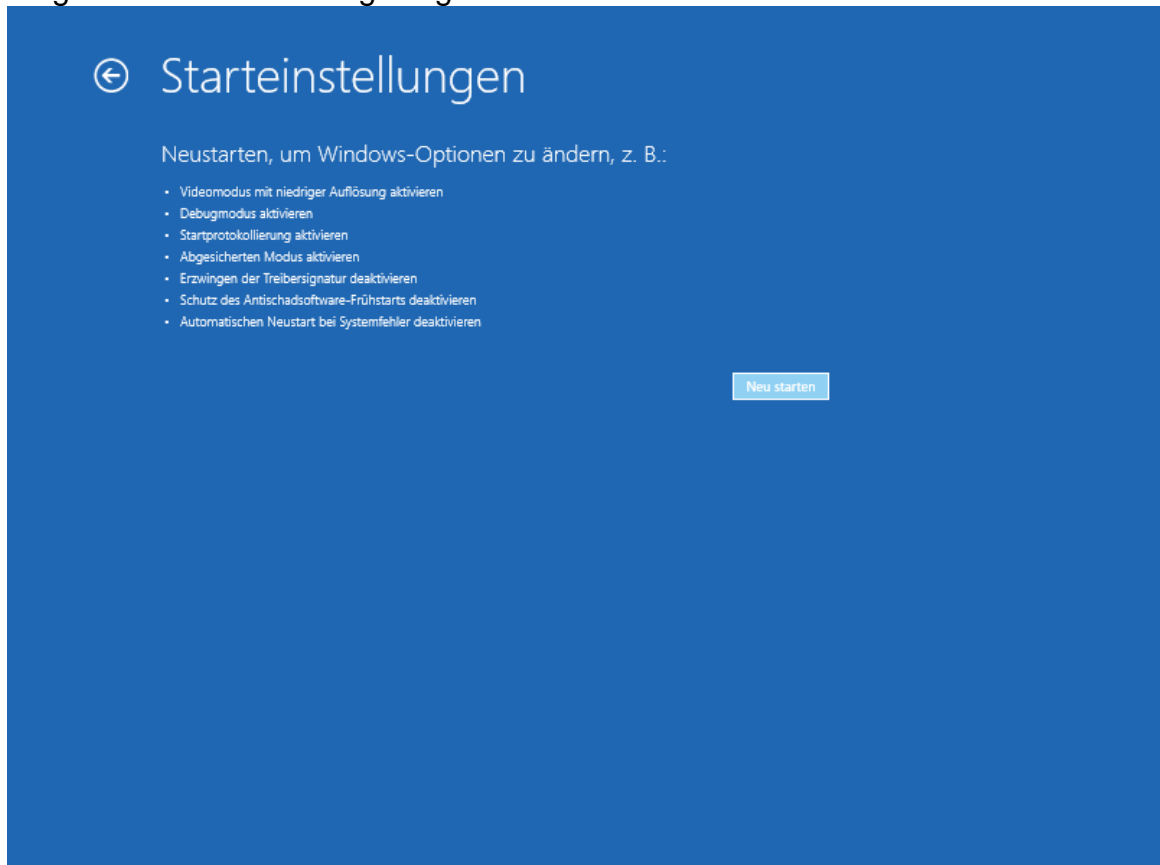 Starteinstellungen
Neustarten, um Windows-Optionen zu ändern, z. B.:
• Videomodus mit niedriger Auflösung aktivieren
• Debugmodus aktivieren
• Startprotokollierung aktivieren
• Abgesicherten Modus aktivieren
• Erzwingen der Treibersignatur deaktivieren
• Schutz des Antischadsoftware-Frühstarts deaktivieren
• Automatischen Neustart bei Systemfehler deaktivieren
Neu starten